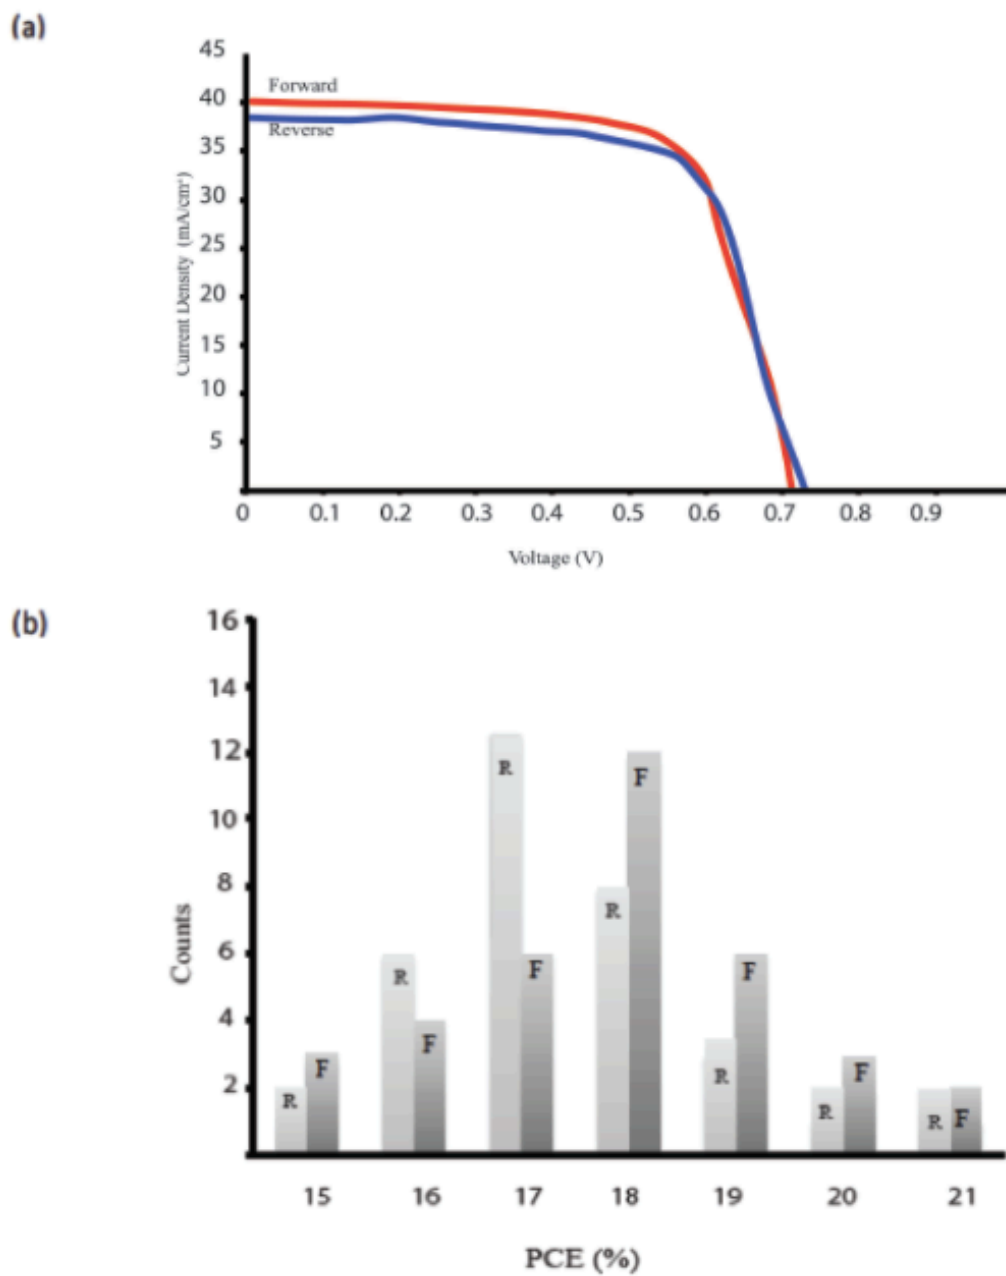 (a)
45
Forward
40
Reverse
35
30
25
20
15
10
5
Current Density (mA/cm²)
0 0.1 0.2 0.3 0.4 0.5 0.6 0.7 0.8 0.9
Voltage (V)
(b)
16
14
12
10
8
6
4
2
Counts
R F R F R F R F R F R F R F
15 16 17 18 19 20 21
PCE (%)